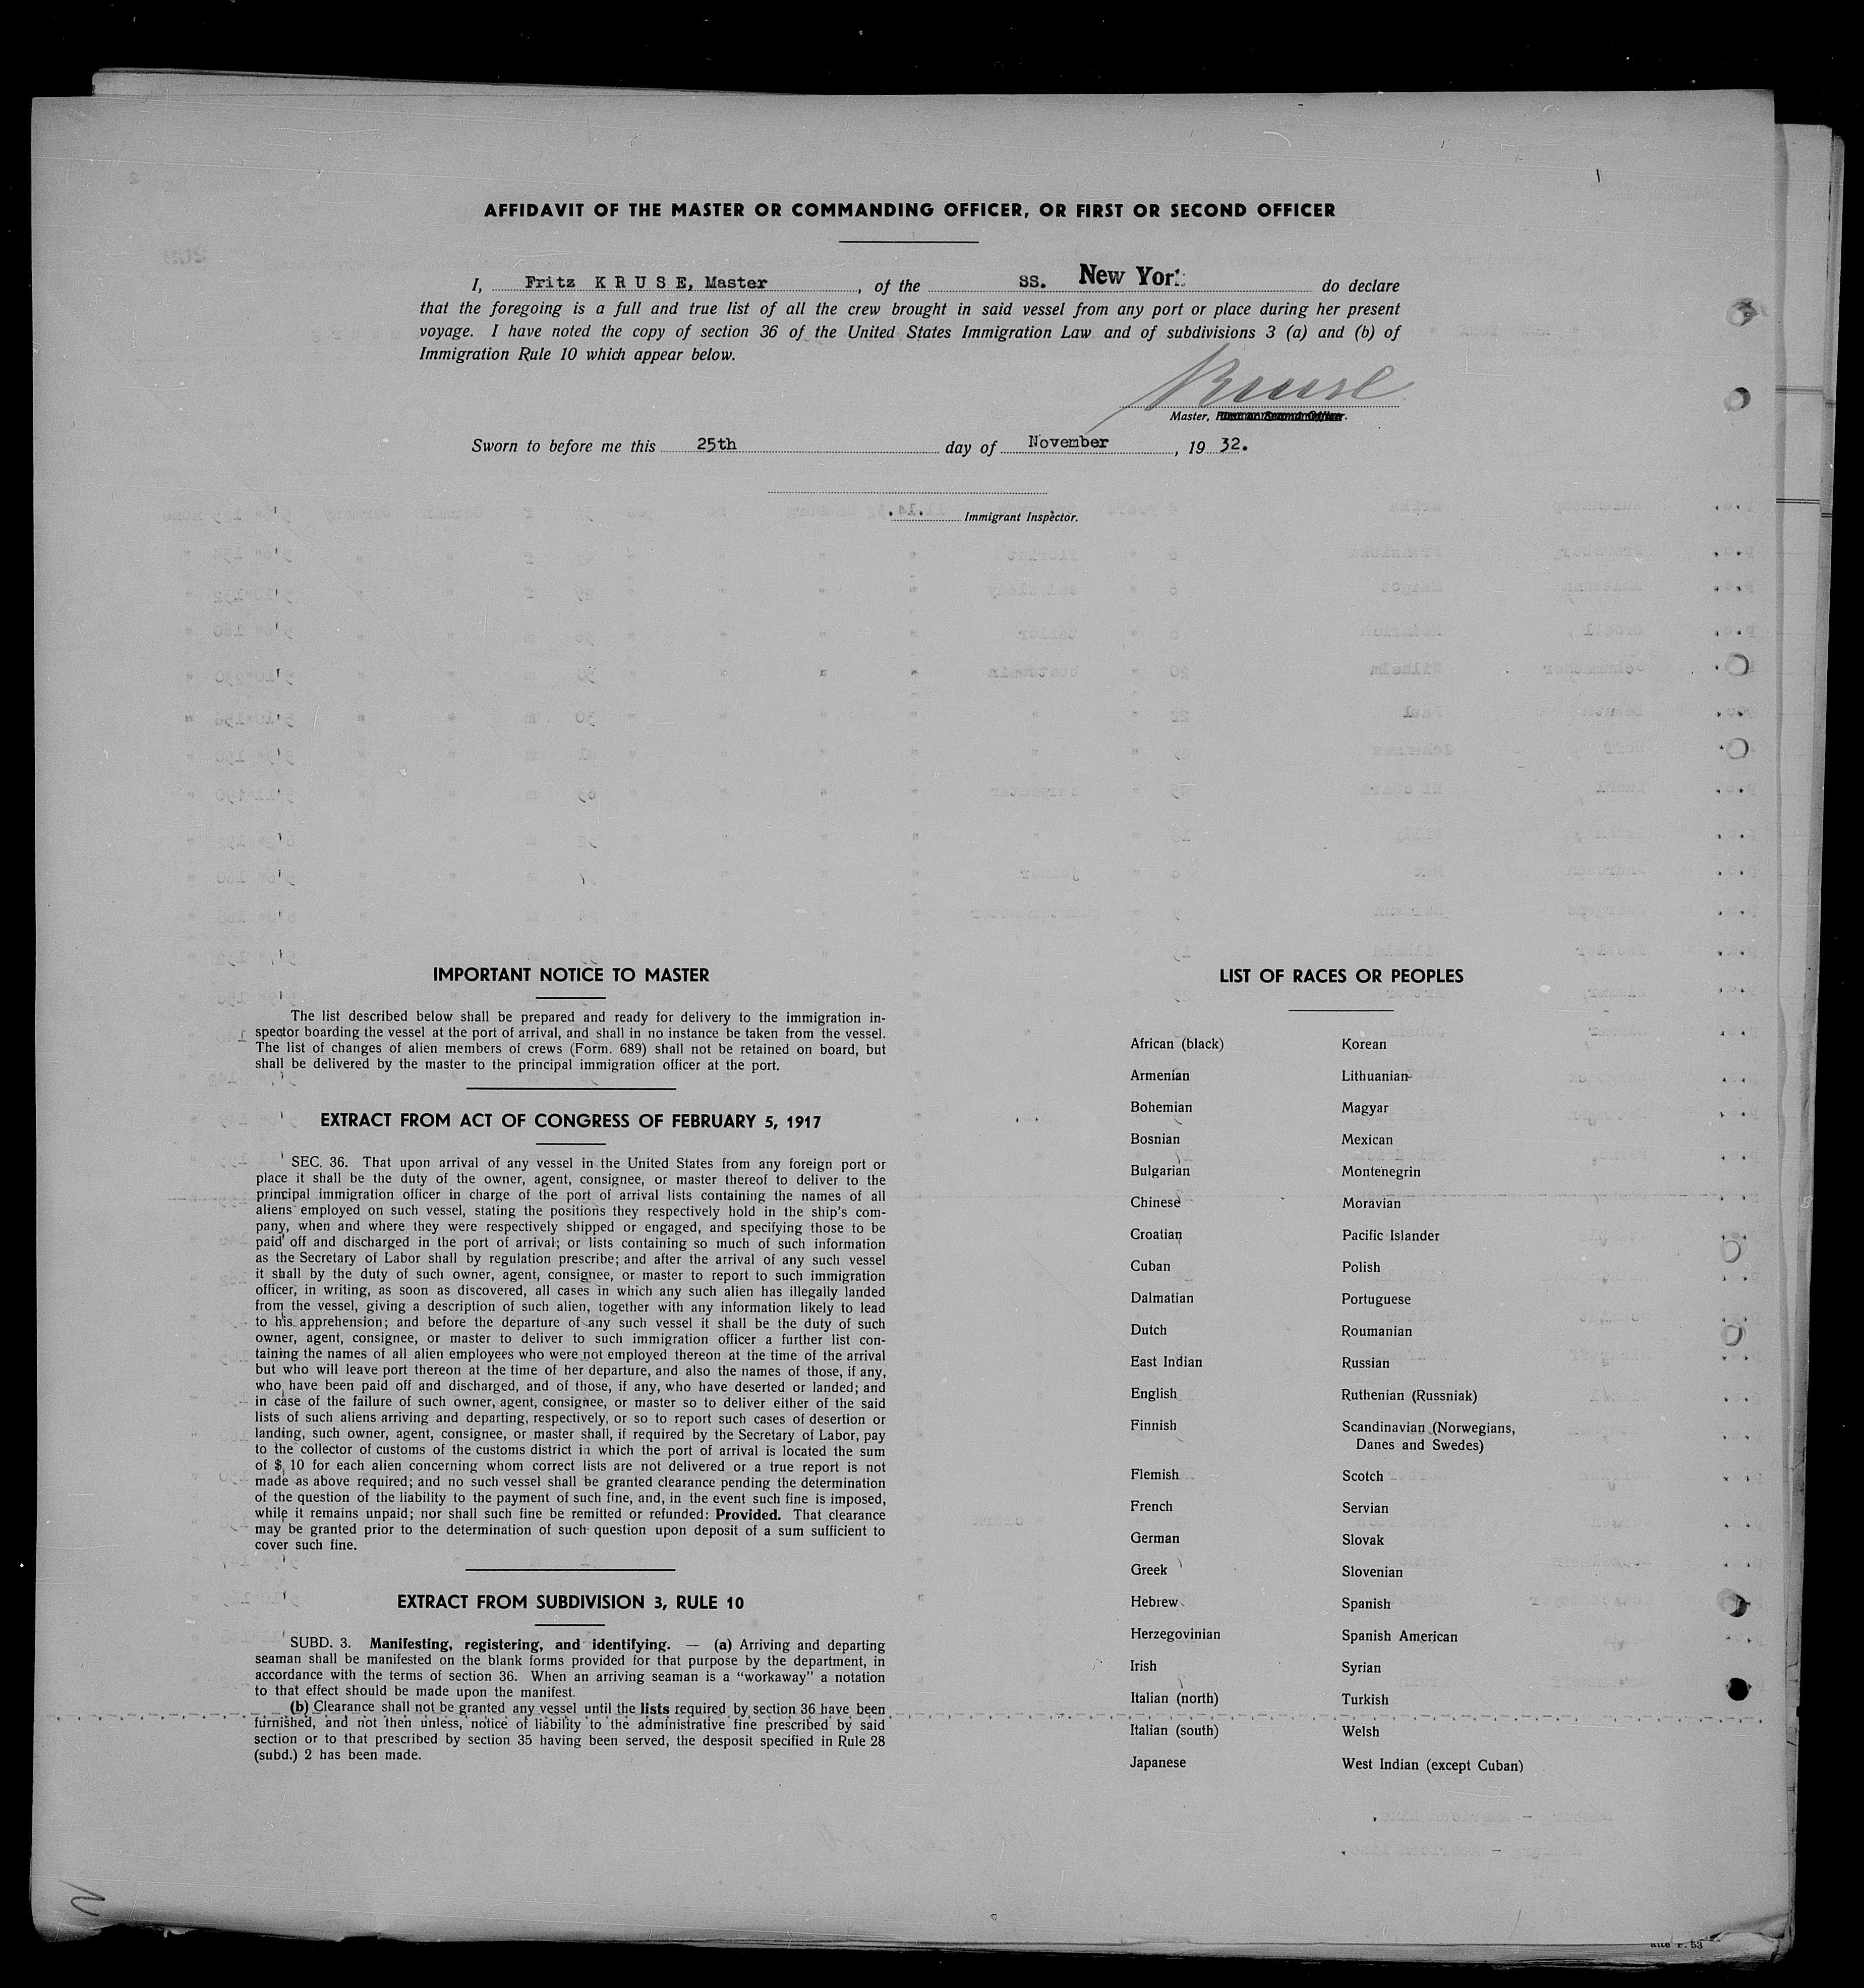 AFFIDAVIT OF THE MASTER OR COMMANDING OFFICER, OR FIRST OR SECOND OFFICER
I, Fritz K R U S E, Master, of the SS. New York do declare
that the foregoing is a full and true list of all the crew brought in said vessel from any port or place during her present
voyage. I have noted the copy of section 36 of the United States Immigration Law and of subdivisions 3 (a) and (b) of
Immigration Rule 10 which appear below.
Kruse
Master, First or Second Officer.
Sworn to before me this 25th day of November, 19 32.
Immigrant Inspector.
IMPORTANT NOTICE TO MASTER
The list described below shall be prepared and ready for delivery to the immigration in-
spector boarding the vessel at the port of arrival, and shall in no instance be taken from the vessel.
The list of changes of alien members of crews (Form. 689) shall not be retained on board, but
shall be delivered by the master to the principal immigration officer at the port.
EXTRACT FROM ACT OF CONGRESS OF FEBRUARY 5, 1917
SEC. 36. That upon arrival of any vessel in the United States from any foreign port or
place it shall be the duty of the owner, agent, consignee, or master thereof to deliver to the
principal immigration officer in charge of the port of arrival lists containing the names of all
aliens employed on such vessel, stating the positions they respectively hold in the ship's com-
pany, when and where they were respectively shipped or engaged, and specifying those to be
paid off and discharged in the port of arrival; or lists containing so much of such information
as the Secretary of Labor shall by regulation prescribe; and after the arrival of any such vessel
it shall by the duty of such owner, agent, consignee, or master to report to such immigration
officer, in writing, as soon as discovered, all cases in which any such alien has illegally landed
from the vessel, giving a description of such alien, together with any information likely to lead
to his apprehension; and before the departure of any such vessel it shall be the duty of such
owner, agent, consignee, or master to deliver to such immigration officer a further list con-
taining the names of all alien employees who were not employed thereon at the time of the arrival
but who will leave port thereon at the time of her departure, and also the names of those, if any,
who have been paid off and discharged, and of those, if any, who have deserted or landed; and
in case of the failure of such owner, agent, consignee, or master so to deliver either of the said
lists of such aliens arriving and departing, respectively, or so to report such cases of desertion or
landing, such owner, agent, consignee, or master shall, if required by the Secretary of Labor, pay
to the collector of customs of the customs district in which the port of arrival is located the sum
of $ 10 for each alien concerning whom correct lists are not delivered or a true report is not
made as above required; and no such vessel shall be granted clearance pending the determination
of the question of the liability to the payment of such fine, and, in the event such fine is imposed,
while it remains unpaid; nor shall such fine be remitted or refunded: Provided. That clearance
may be granted prior to the determination of such question upon deposit of a sum sufficient to
cover such fine.
EXTRACT FROM SUBDIVISION 3, RULE 10
SUBD. 3. Manifesting, registering, and identifying. — (a) Arriving and departing
seaman shall be manifested on the blank forms provided for that purpose by the department, in
accordance with the terms of section 36. When an arriving seaman is a "workaway" a notation
to that effect should be made upon the manifest.
(b) Clearance shall not be granted any vessel until the lists required by section 36 have been
furnished, and not then unless, notice of liability to the administrative fine prescribed by said
section or to that prescribed by section 35 having been served, the desposit specified in Rule 28
(subd.) 2 has been made.
LIST OF RACES OR PEOPLES
African (black)
Armenian
Bohemian
Bosnian
Bulgarian
Chinese
Croatian
Cuban
Dalmatian
Dutch
East Indian
English
Finnish
Flemish
French
German
Greek
Hebrew
Herzegovinian
Irish
Italian (north)
Italian (south)
Japanese
Korean
Lithuanian
Magyar
Mexican
Montenegrin
Moravian
Pacific Islander
Polish
Portuguese
Roumanian
Russian
Ruthenian (Russniak)
Scandinavian (Norwegians,
Danes and Swedes)
Scotch
Servian
Slovak
Slovenian
Spanish
Spanish American
Syrian
Turkish
Welsh
West Indian (except Cuban)